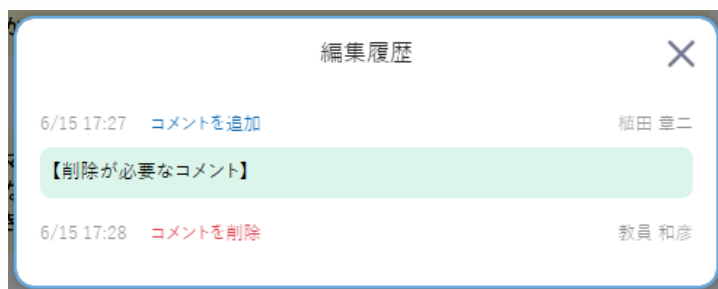 編集履歴
6/15 17:27 コメントを追加 植田 章二
【削除が必要なコメント】
6/15 17:28 コメントを削除 教員 和彦